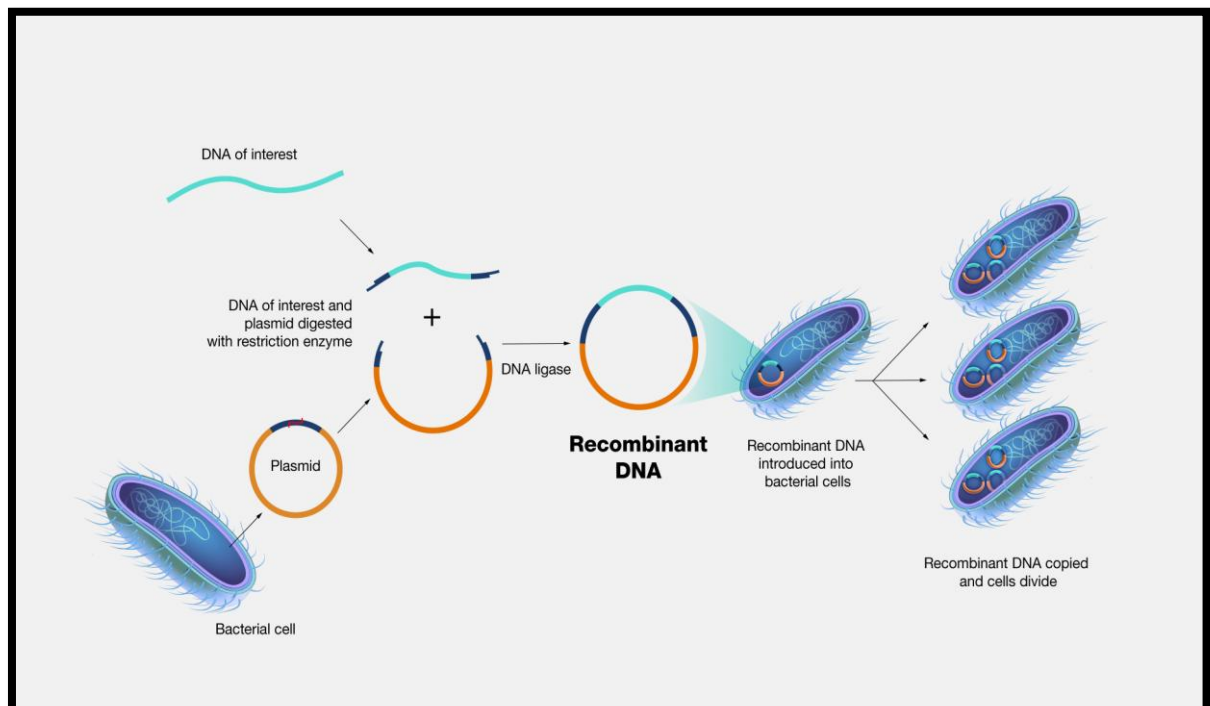 DNA of interest
DNA of interest and
plasmid digested
with restriction enzyme
+
DNA ligase
Plasmid
Bacterial cell
Recombinant
DNA
Recombinant DNA
introduced into
bacterial cells
Recombinant DNA copied
and cells divide